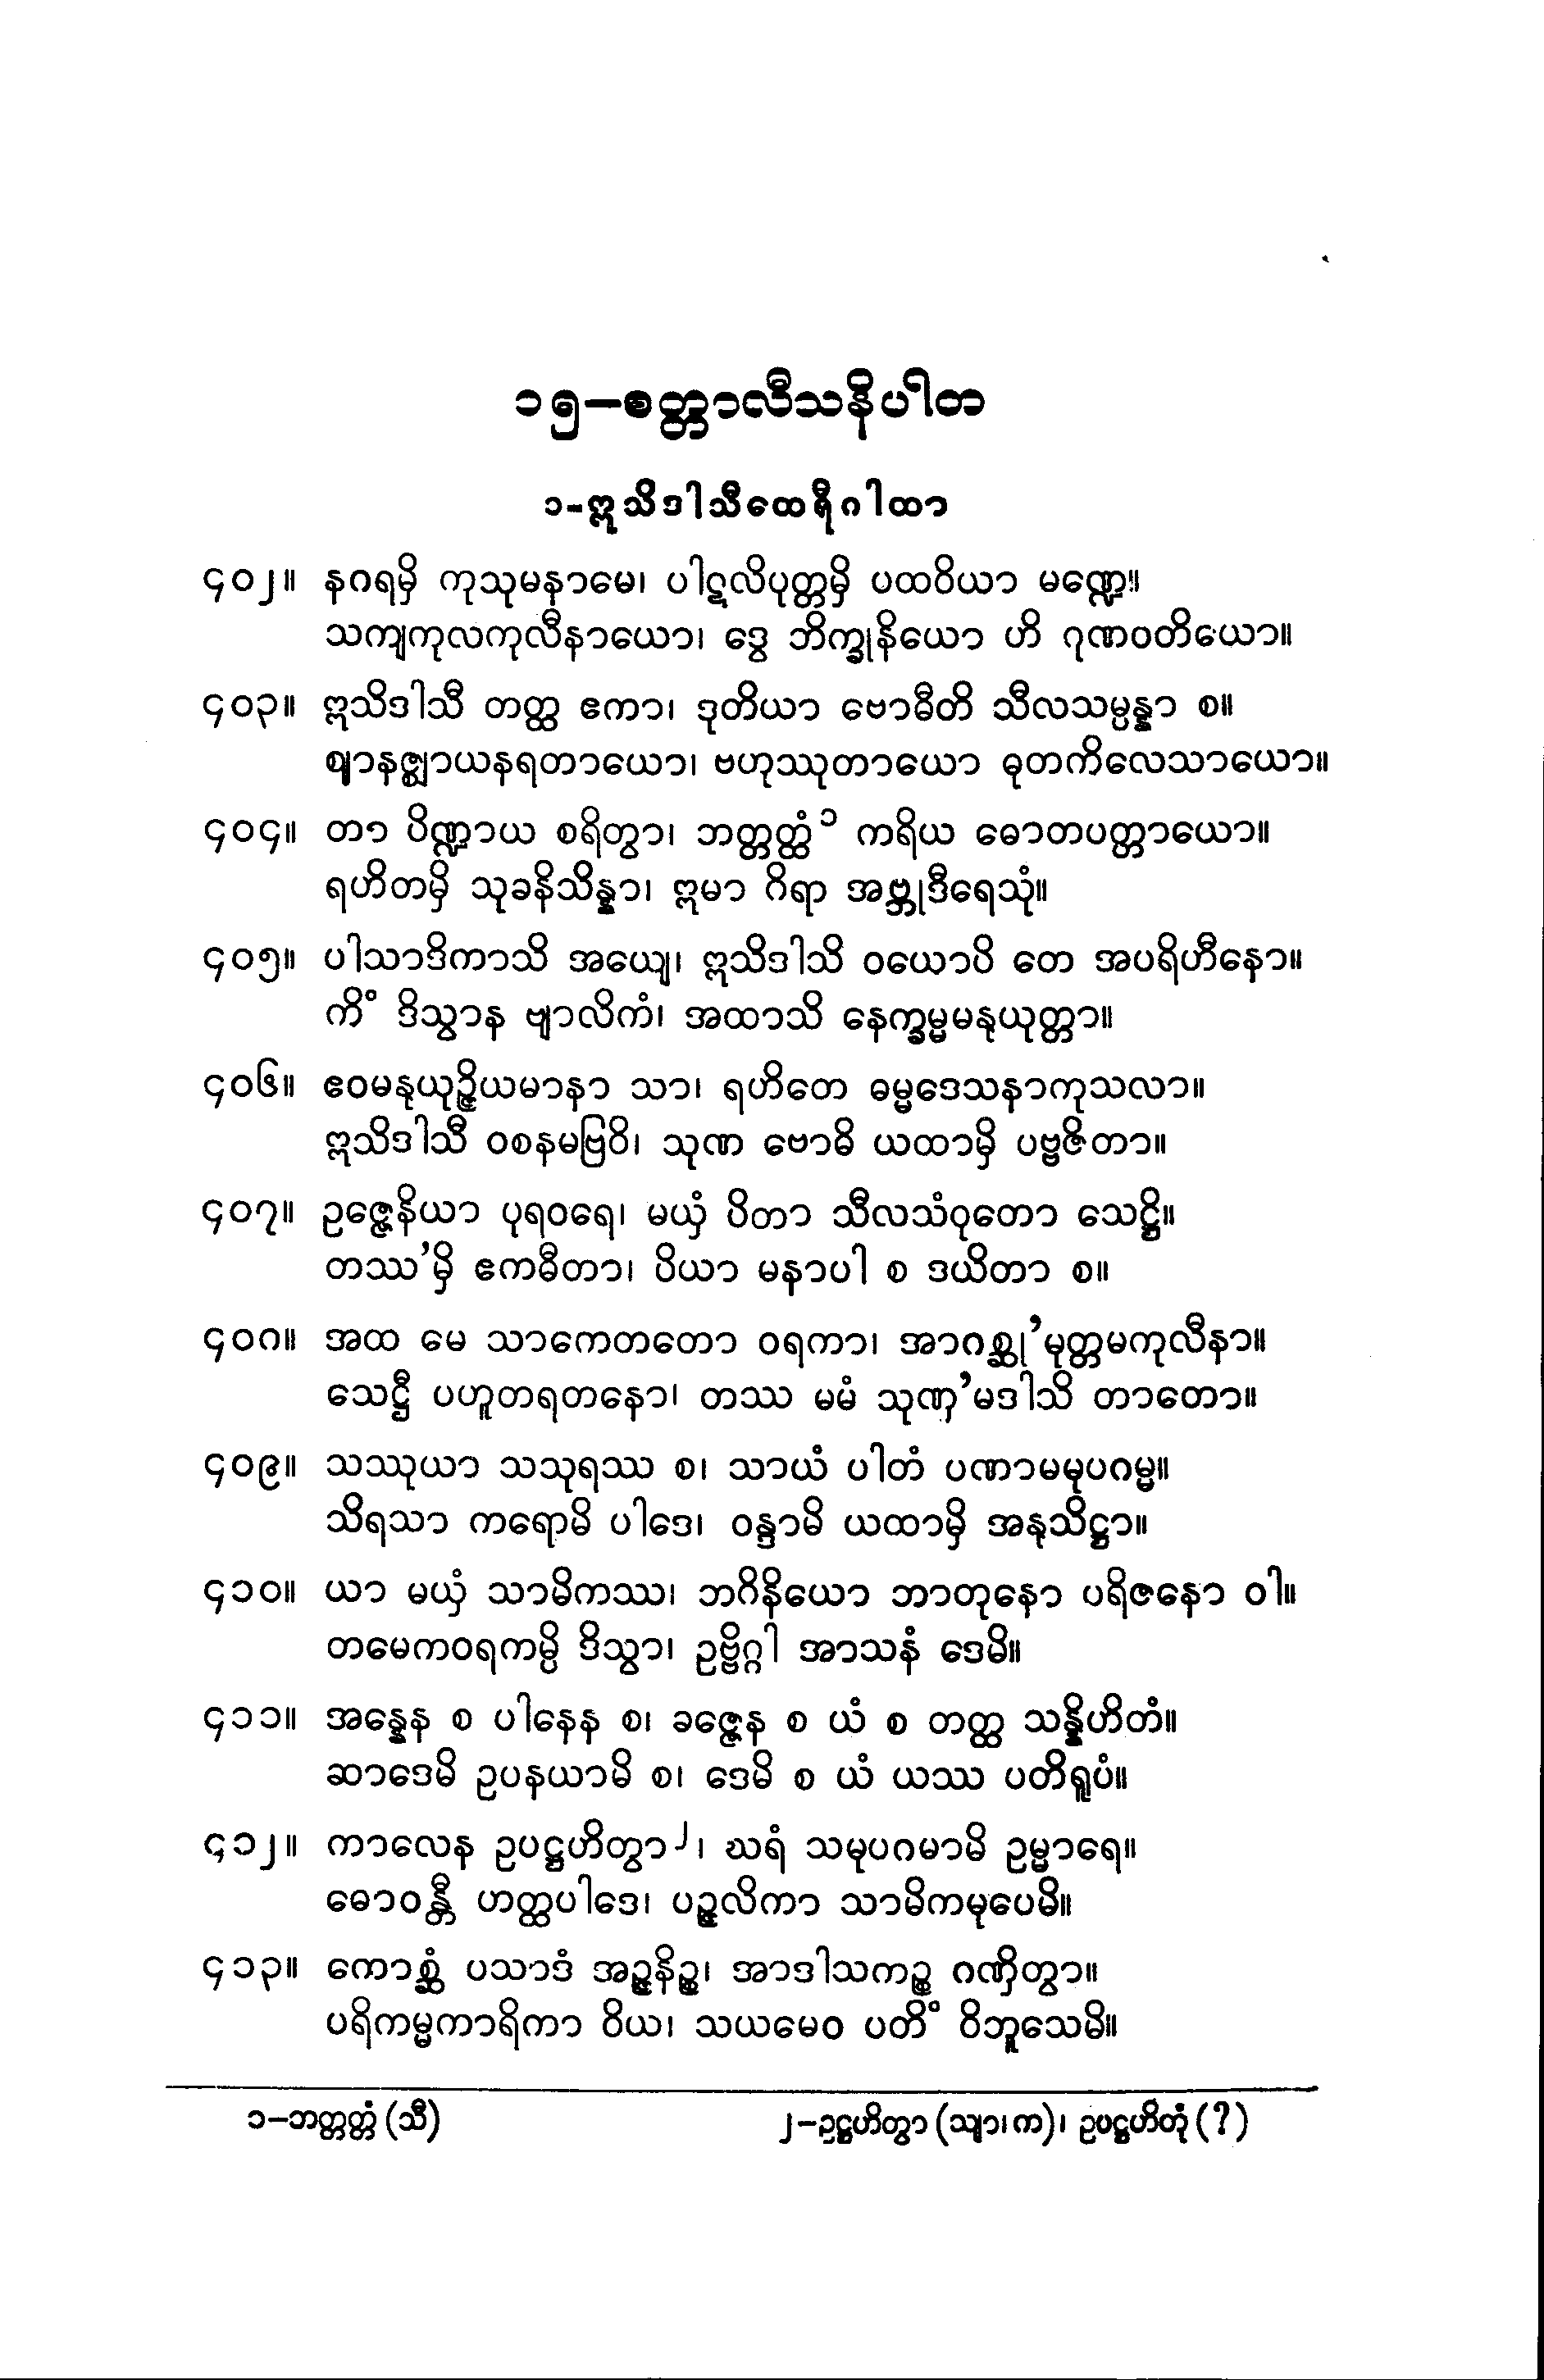 ၁၅–စတ္တာလီသနိပါတ
၁-ဣသိဒါသီထေရီဂါထာ
၄၀၂။ နဂရမှိ ကုသုမနာမေ၊ ပါဋလိပုတ္တမှိ ပထဝိယာ မဏ္ဍေ။
သကျကုလကုလီနာယော၊ ဒွေ ဘိက္ခုနိယော ဟိ ဂုဏဝတိယော။
၄၀၃။ ဣသိဒါသီ တတ္ထ ဧကာ၊ ဒုတိယာ ဗောဓီတိ သီလသမ္ပန္နာ စ။
ဈာနဇ္ဈာယနရတာယော၊ ဗဟုဿုတာယော ဓုတကိလေသာယော။
၄၀၄။ တာ ပိဏ္ဍာယ စရိတွာ၊ ဘတ္တတ္ထံ ၁ ကရိယ ဓောတပတ္တာယော။
ရဟိတမှိ သုခနိသိန္နာ၊ ဣမာ ဂိရာ အဗ္ဘုဒီရေသုံ။
၄၀၅။ ပါသာဒိကာသိ အယျေ၊ ဣသိဒါသိ ဝယောပိ တေ အပရိဟီနော။
ကိံ ဒိသွာန ဗျာလိကံ၊ အထာသိ နေက္ခမ္မမနုယုတ္တာ။
၄၀၆။ ဧဝမနုယုဉ္ဇိယမာနာ သာ၊ ရဟိတေ ဓမ္မဒေသနာကုသလာ။
ဣသိဒါသီ ဝစနမဗြဝိ၊ သုဏ ဗောဓိ ယထာမှိ ပဗ္ဗဇိတာ။
၄၀၇။ ဥဇ္ဇေနိယာ ပုရဝရေ၊ မယှံ ပိတာ သီလသံဝုတော သေဋ္ဌိ။
တဿ’မှိ ဧကဓီတာ၊ ပိယာ မနာပါ စ ဒယိတာ စ။
၄၀၈။ အထ မေ သာကေတတော ဝရကာ၊ အာဂစ္ဆု’မုတ္တမကုလီနာ။
သေဋ္ဌီ ပဟူတရတနော၊ တဿ မမံ သုဏှ’မဒါသိ တာတော။
၄၀၉။ သဿုယာ သသုရဿ စ၊ သာယံ ပါတံ ပဏာမမုပဂမ္မ။
သိရသာ ကရောမိ ပါဒေ၊ ဝန္ဒာမိ ယထာမှိ အနုသိဋ္ဌာ။
၄၁၀။ ယာ မယှံ သာမိကဿ၊ ဘဂိနိယော ဘာတုနော ပရိဇနော ဝါ။
တမေကဝရကမ္ပိ ဒိသွာ၊ ဥဗ္ဗိဂ္ဂါ အာသနံ ဒေမိ။
၄၁၁။ အန္နေန စ ပါနေန စ၊ ခဇ္ဇေန စ ယံ စ တတ္ထ သန္နိဟိတံ။
ဆာဒေမိ ဥပနယာမိ စ၊ ဒေမိ စ ယံ ယဿ ပတိရူပံ။
၄၁၂။ ကာလေန ဥပဋ္ဌဟိတွာ ၂၊ ဃရံ သမုပဂမာမိ ဥမ္မာရေ။
ဓောဝန္တီ ဟတ္ထပါဒေ၊ ပဉ္ဇလိကာ သာမိကမုပေမိ။
၄၁၃။ ကောစ္ဆံ ပသာဒံ အဉ္ဇနိဉ္စ၊ အာဒါသကဉ္စ ဂဏှိတွာ။
ပရိကမ္မကာရိကာ ဝိယ၊ သယမေဝ ပတိံ ဝိဘူသေမိ။
၁–ဘတ္တတ္တံ (သီ) ၂–ဥဋ္ဌဟိတွာ (သျာ၊ က)၊ ဥပဋ္ဌဟိတုံ (?)